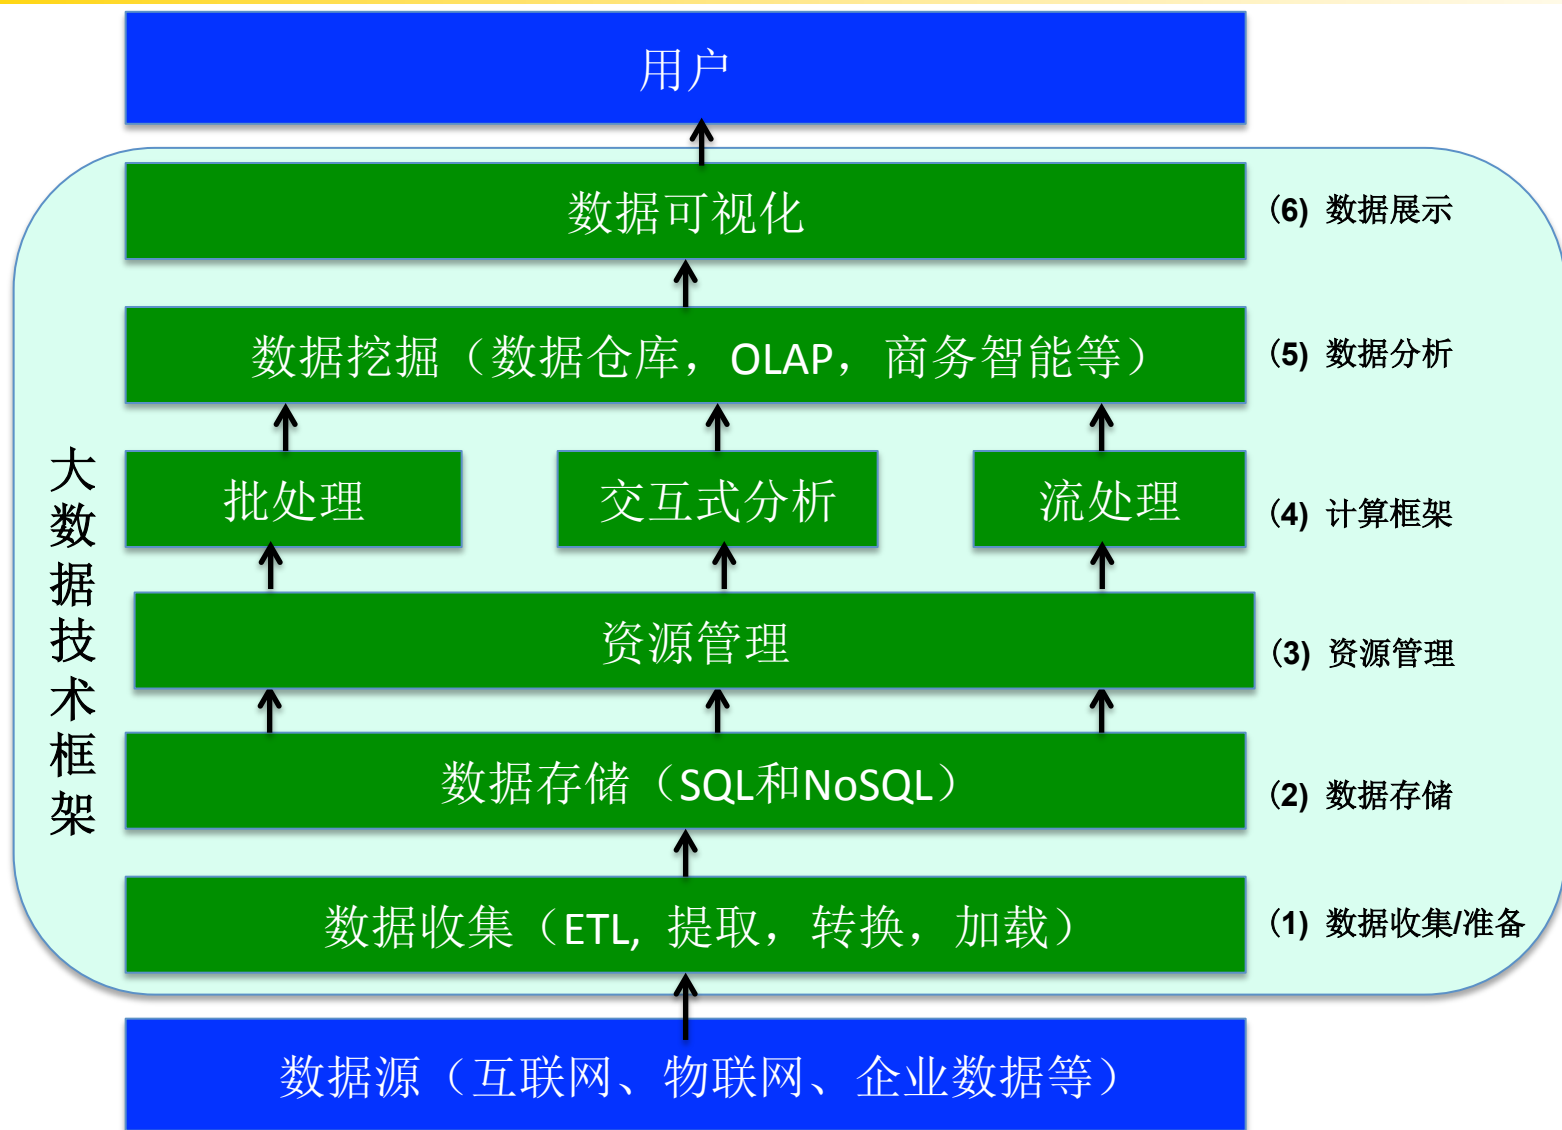 用户
数据可视化
（6）数据展示
数据挖掘（数据仓库，OLAP，商务智能等）
（5）数据分析
大数据技术框架
批处理
交互式分析
流处理
（4）计算框架
资源管理
（3）资源管理
数据存储（SQL和NoSQL）
（2）数据存储
数据收集（ETL, 提取，转换，加载）
（1）数据收集/准备
数据源（互联网、物联网、企业数据等）